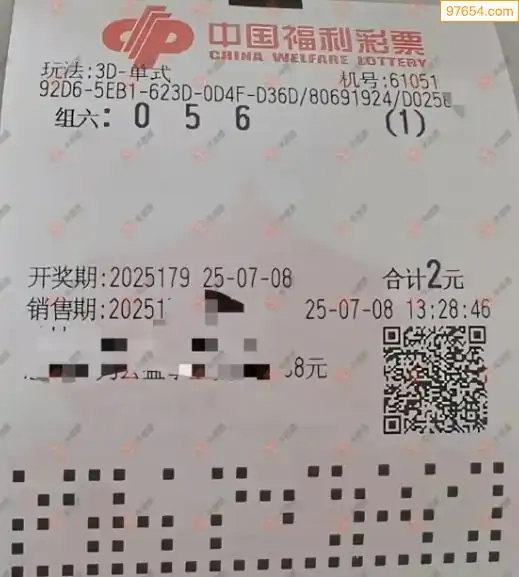 97654.com
中国福利彩票
CHINA WELFARE LOTTERY
玩法:3D-单式 机号:61051
92D6-5EB1-623D-0D4F-D36D/80691924/D025
组六: 0 5 6 (1)
开奖期:2025179 25-07-08 合计2元
销售期:20251 25-07-08 13:28:46
8元